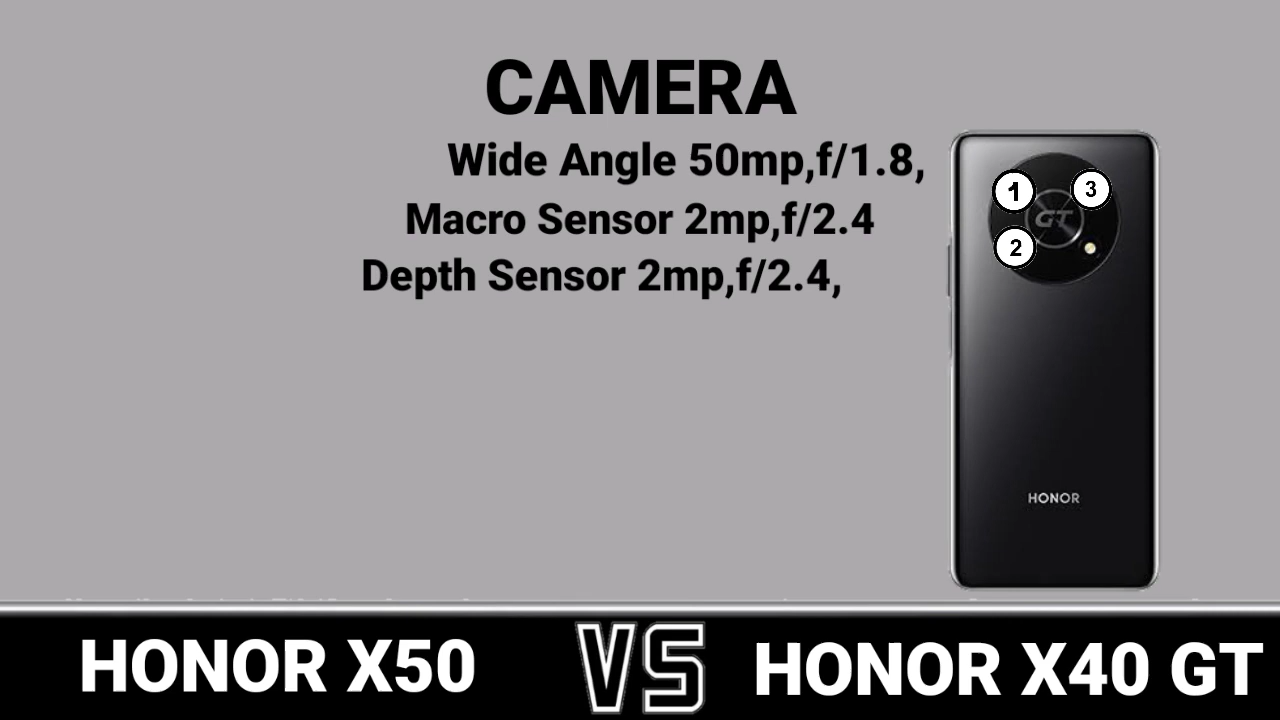 CAMERA
Wide Angle 50mp,f/1.8,
Macro Sensor 2mp,f/2.4
Depth Sensor 2mp,f/2.4,
1
3
GT
2
HONOR
HONOR X50
VS
HONOR X40 GT